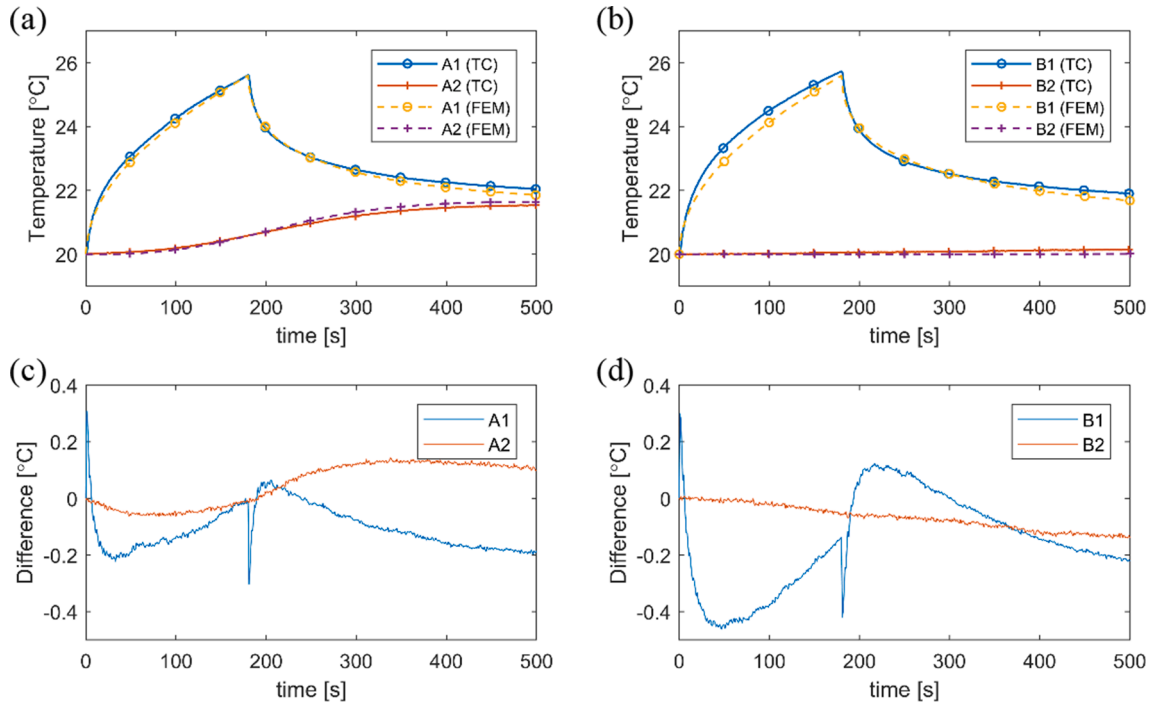 (a)
Temperature [°C]
26
24
22
20
0 100 200 300 400 500
time [s]
A1 (TC)
A2 (TC)
A1 (FEM)
A2 (FEM)
(b)
Temperature [°C]
26
24
22
20
0 100 200 300 400 500
time [s]
B1 (TC)
B2 (TC)
B1 (FEM)
B2 (FEM)
(c)
Difference [°C]
0.4
0.2
0
-0.2
-0.4
0 100 200 300 400 500
time [s]
A1
A2
(d)
Difference [°C]
0.4
0.2
0
-0.2
-0.4
0 100 200 300 400 500
time [s]
B1
B2